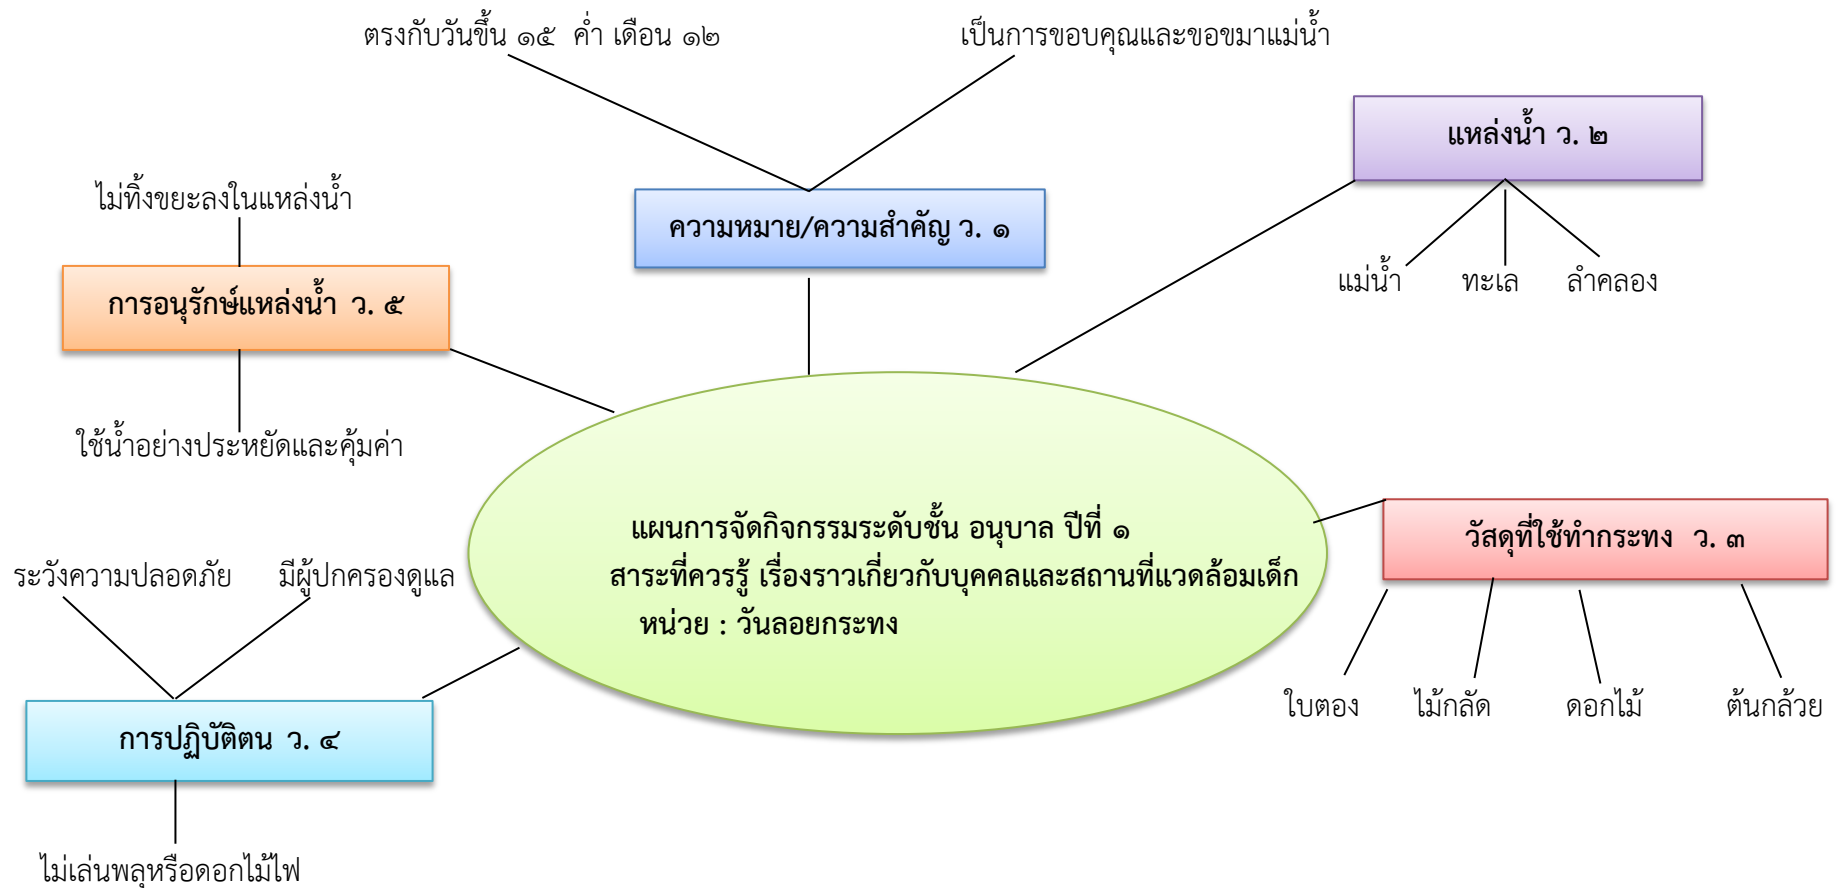 ตรงกับวันขึ้น ๑๕ ค่ำ เดือน ๑๒
เป็นการขอบคุณและขอขมาแม่น้ำ
แหล่งน้ำ ว. ๒
ไม่ทิ้งขยะลงในแหล่งน้ำ
ความหมาย/ความสำคัญ ว. ๑
แม่น้ำ
ทะเล
ลำคลอง
การอนุรักษ์แหล่งน้ำ ว. ๕
ใช้น้ำอย่างประหยัดและคุ้มค่า
แผนการจัดกิจกรรมระดับชั้น อนุบาล ปีที่ ๑
สาระที่ควรรู้ เรื่องราวเกี่ยวกับบุคคลและสถานที่แวดล้อมเด็ก
หน่วย : วันลอยกระทง
วัสดุที่ใช้ทำกระทง ว. ๓
ระวังความปลอดภัย
มีผู้ปกครองดูแล
ใบตอง
ไม้กลัด
ดอกไม้
ต้นกล้วย
การปฏิบัติตน ว. ๔
ไม่เล่นพลุหรือดอกไม้ไฟ